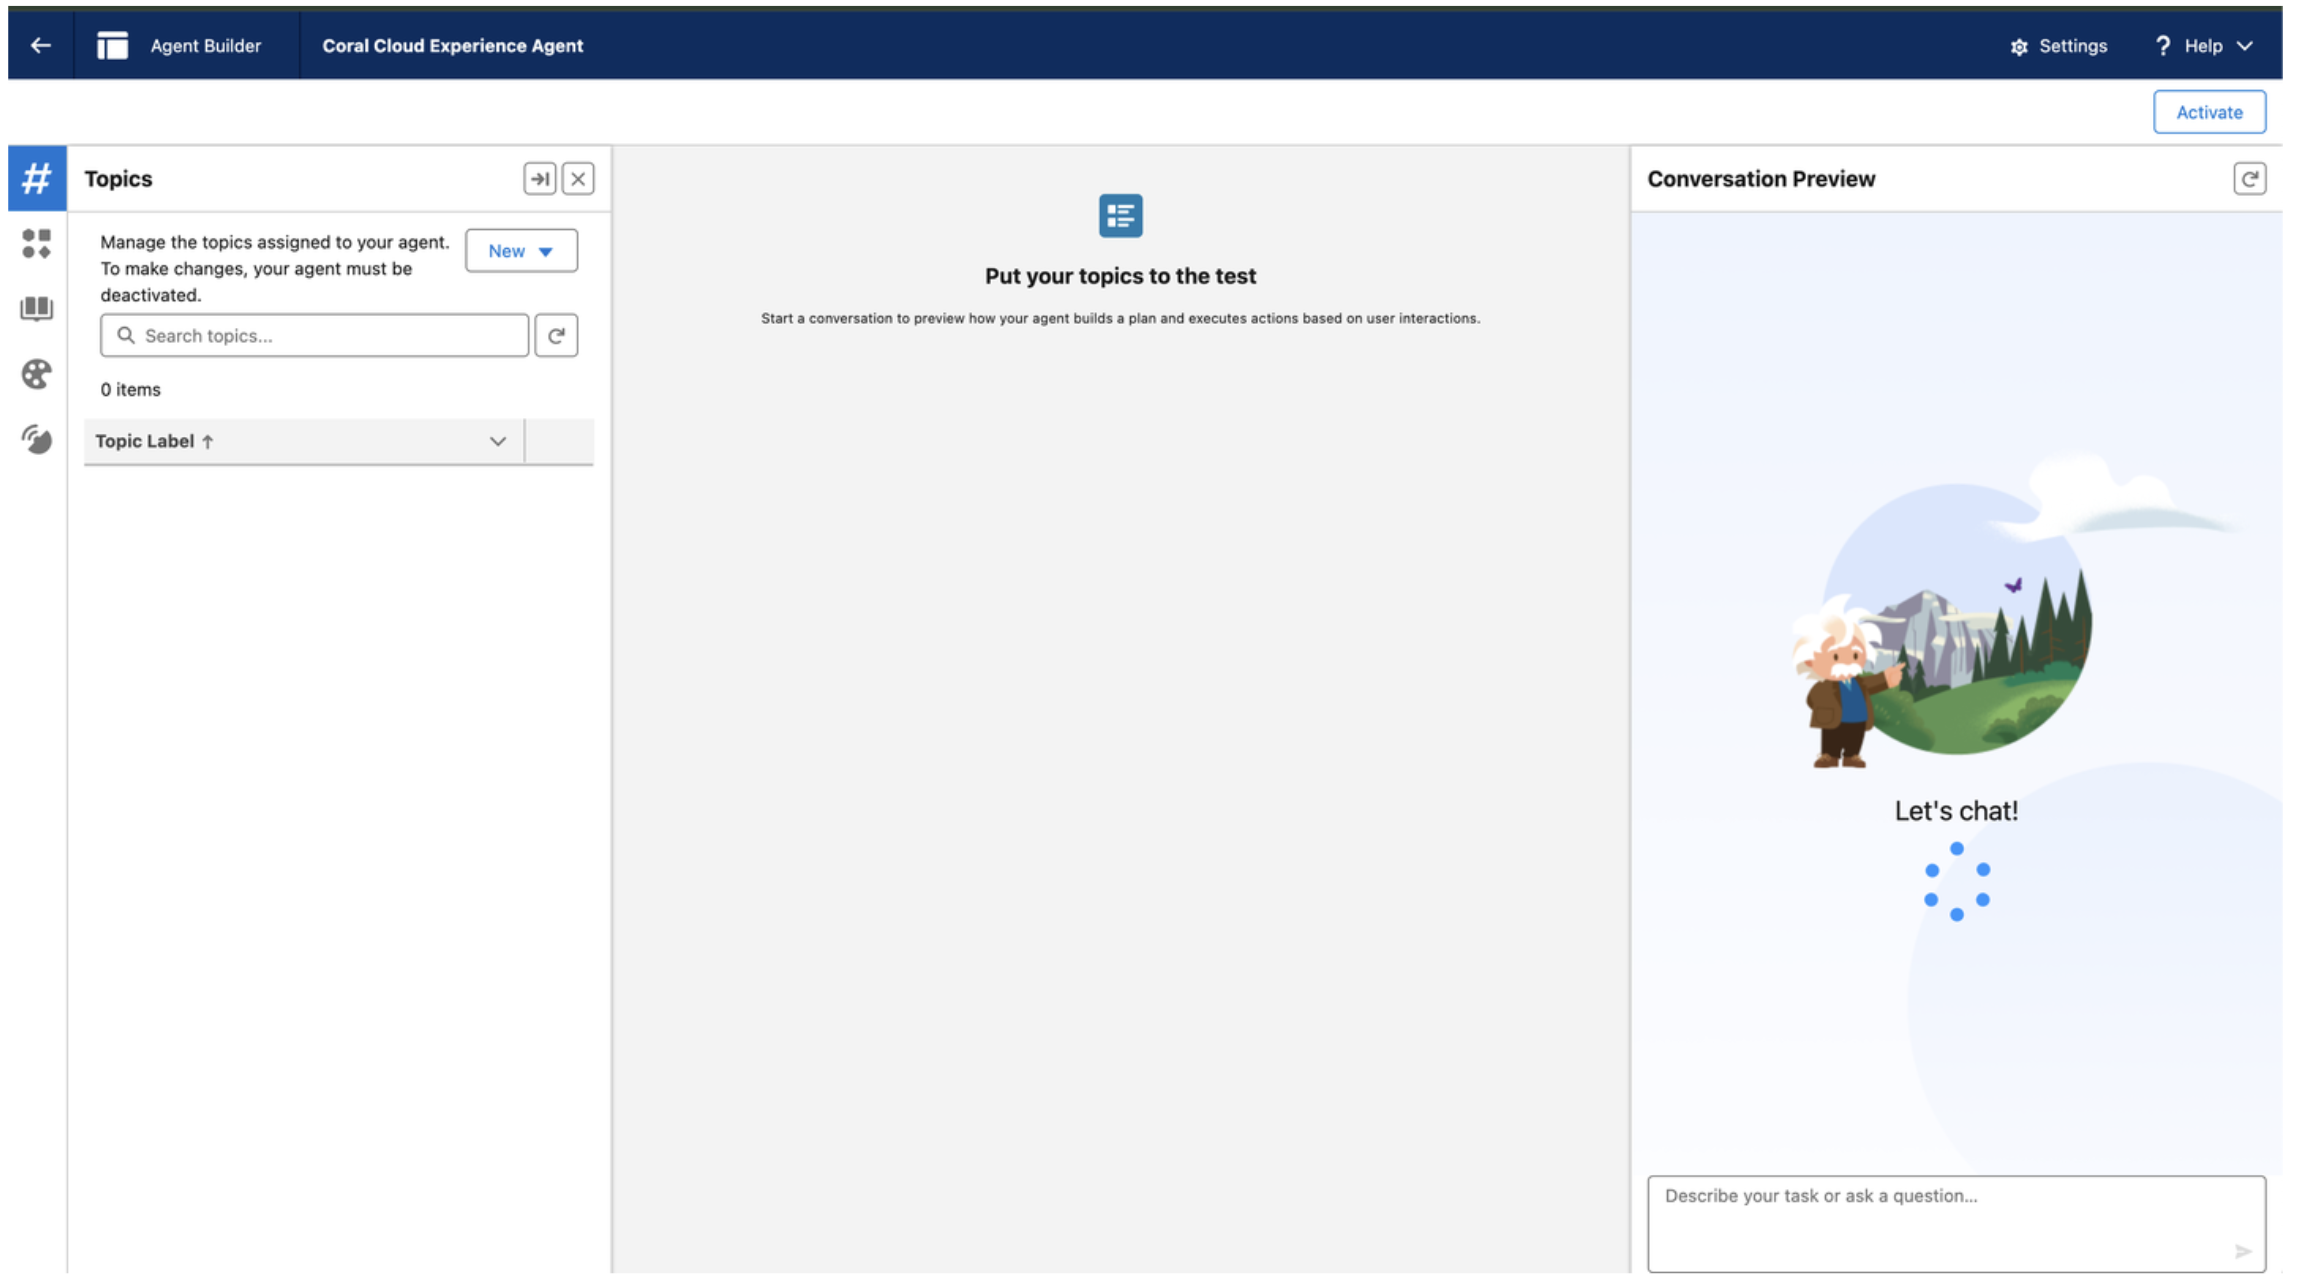 Agent Builder
Coral Cloud Experience Agent
Settings
? Help
Activate
#
Topics
Manage the topics assigned to your agent.
To make changes, your agent must be
deactivated.
New
Search topics...
0 items
Topic Label ↑
Put your topics to the test
Start a conversation to preview how your agent builds a plan and executes actions based on user interactions.
Conversation Preview
Let's chat!
Describe your task or ask a question...